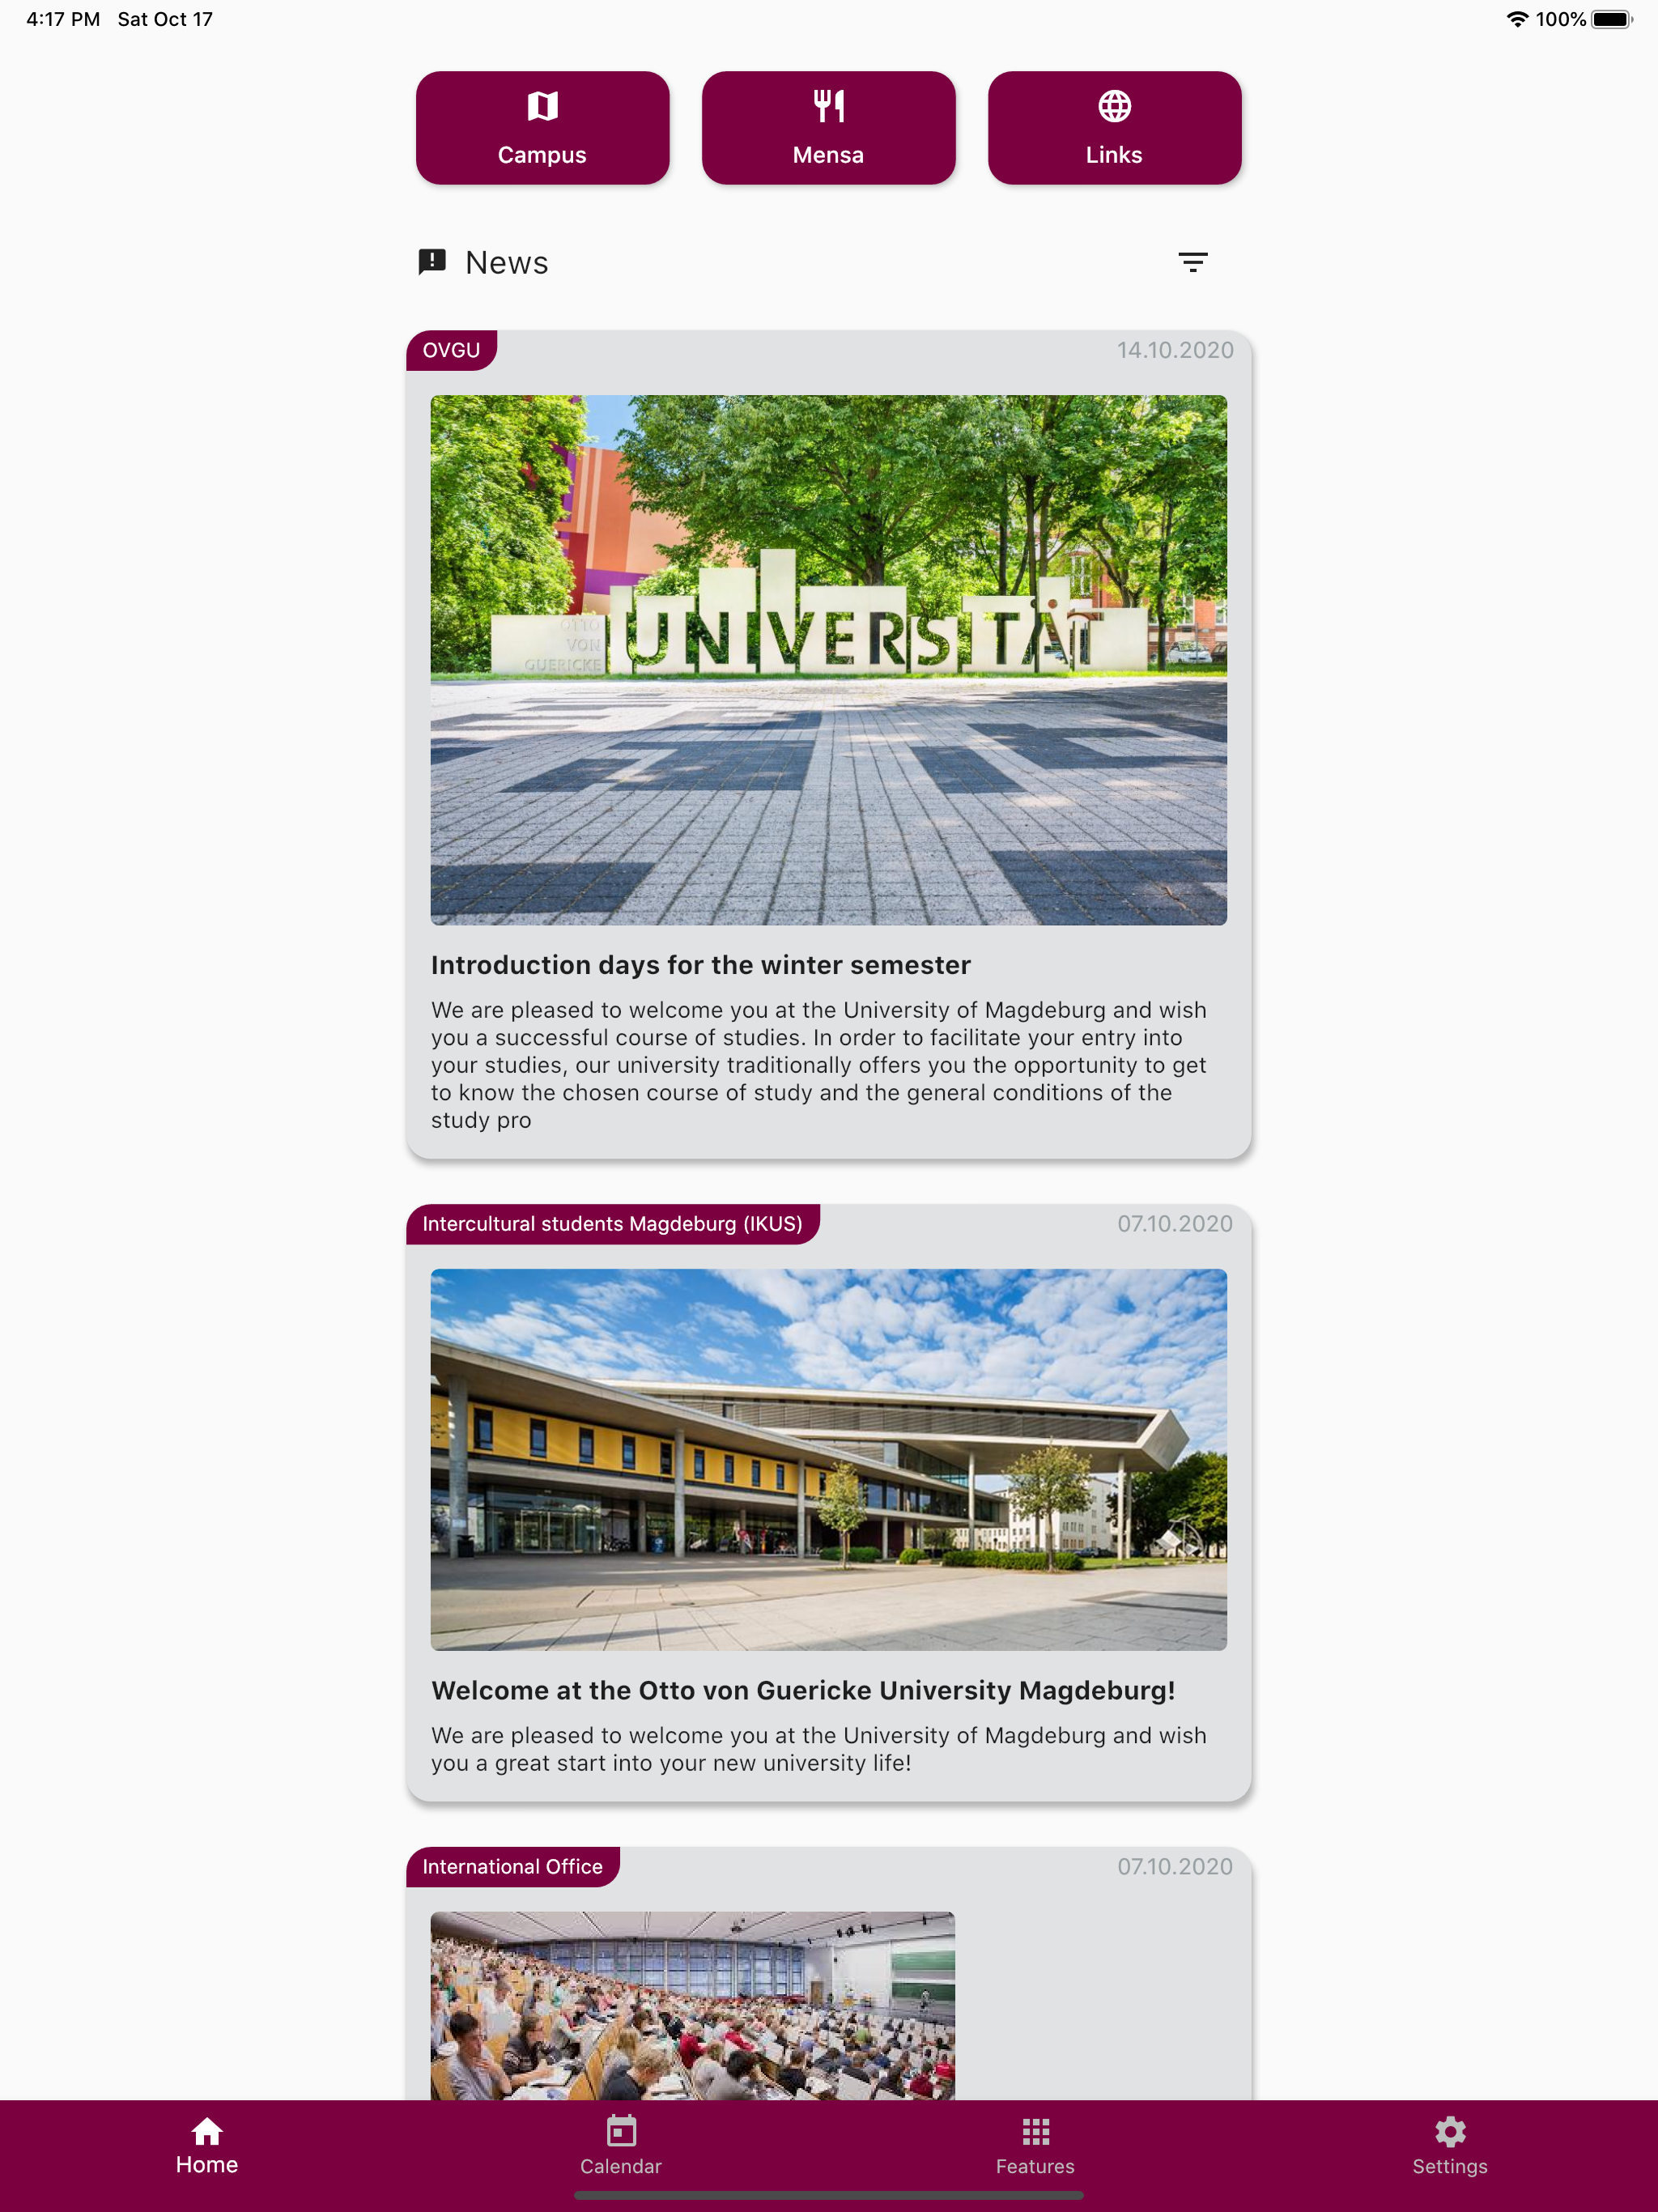 4:17 PM Sat Oct 17
100%
Campus
Mensa
Links
News
OVGU
14.10.2020
OTTO
VON
GUERICKE
UNIVERSITÄT
Introduction days for the winter semester
We are pleased to welcome you at the University of Magdeburg and wish
you a successful course of studies. In order to facilitate your entry into
your studies, our university traditionally offers you the opportunity to get
to know the chosen course of study and the general conditions of the
study pro
Intercultural students Magdeburg (IKUS)
07.10.2020
Welcome at the Otto von Guericke University Magdeburg!
We are pleased to welcome you at the University of Magdeburg and wish
you a great start into your new university life!
International Office
07.10.2020
Home
Calendar
Features
Settings